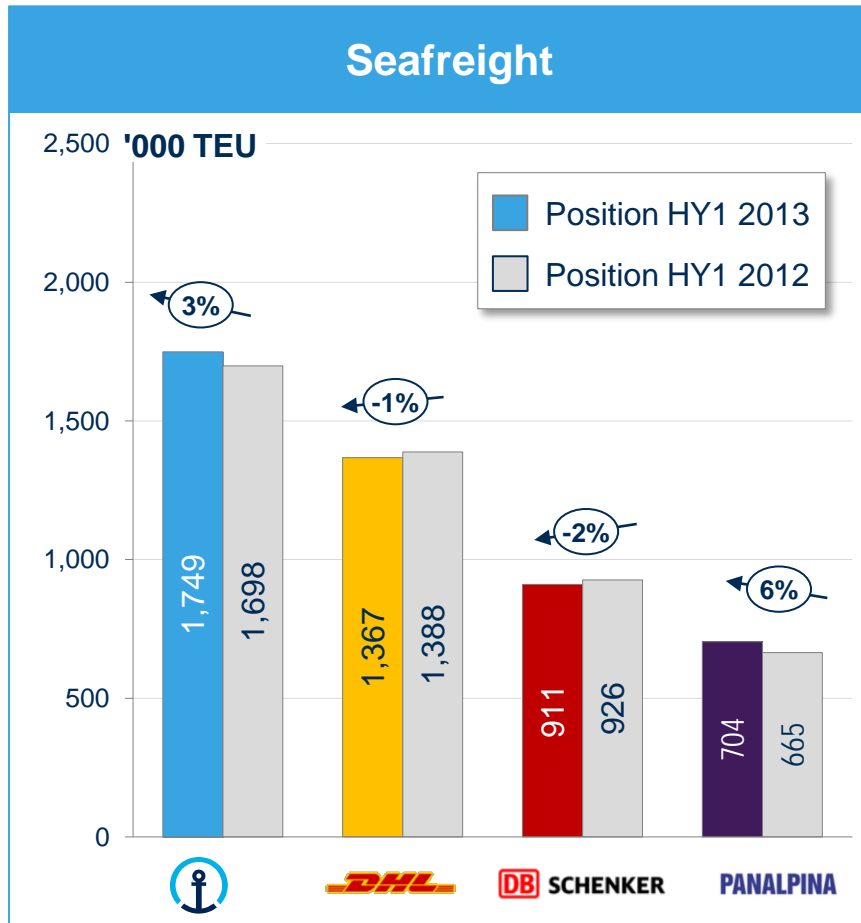 Seafreight
2,500 '000 TEU
Position HY1 2013
Position HY1 2012
2,000
3%
1,500
-1%
-2%
1,000
6%
1,749
1,698
1,367
1,388
911
926
704
665
500
0
DHL
DB SCHENKER
PANALPINA